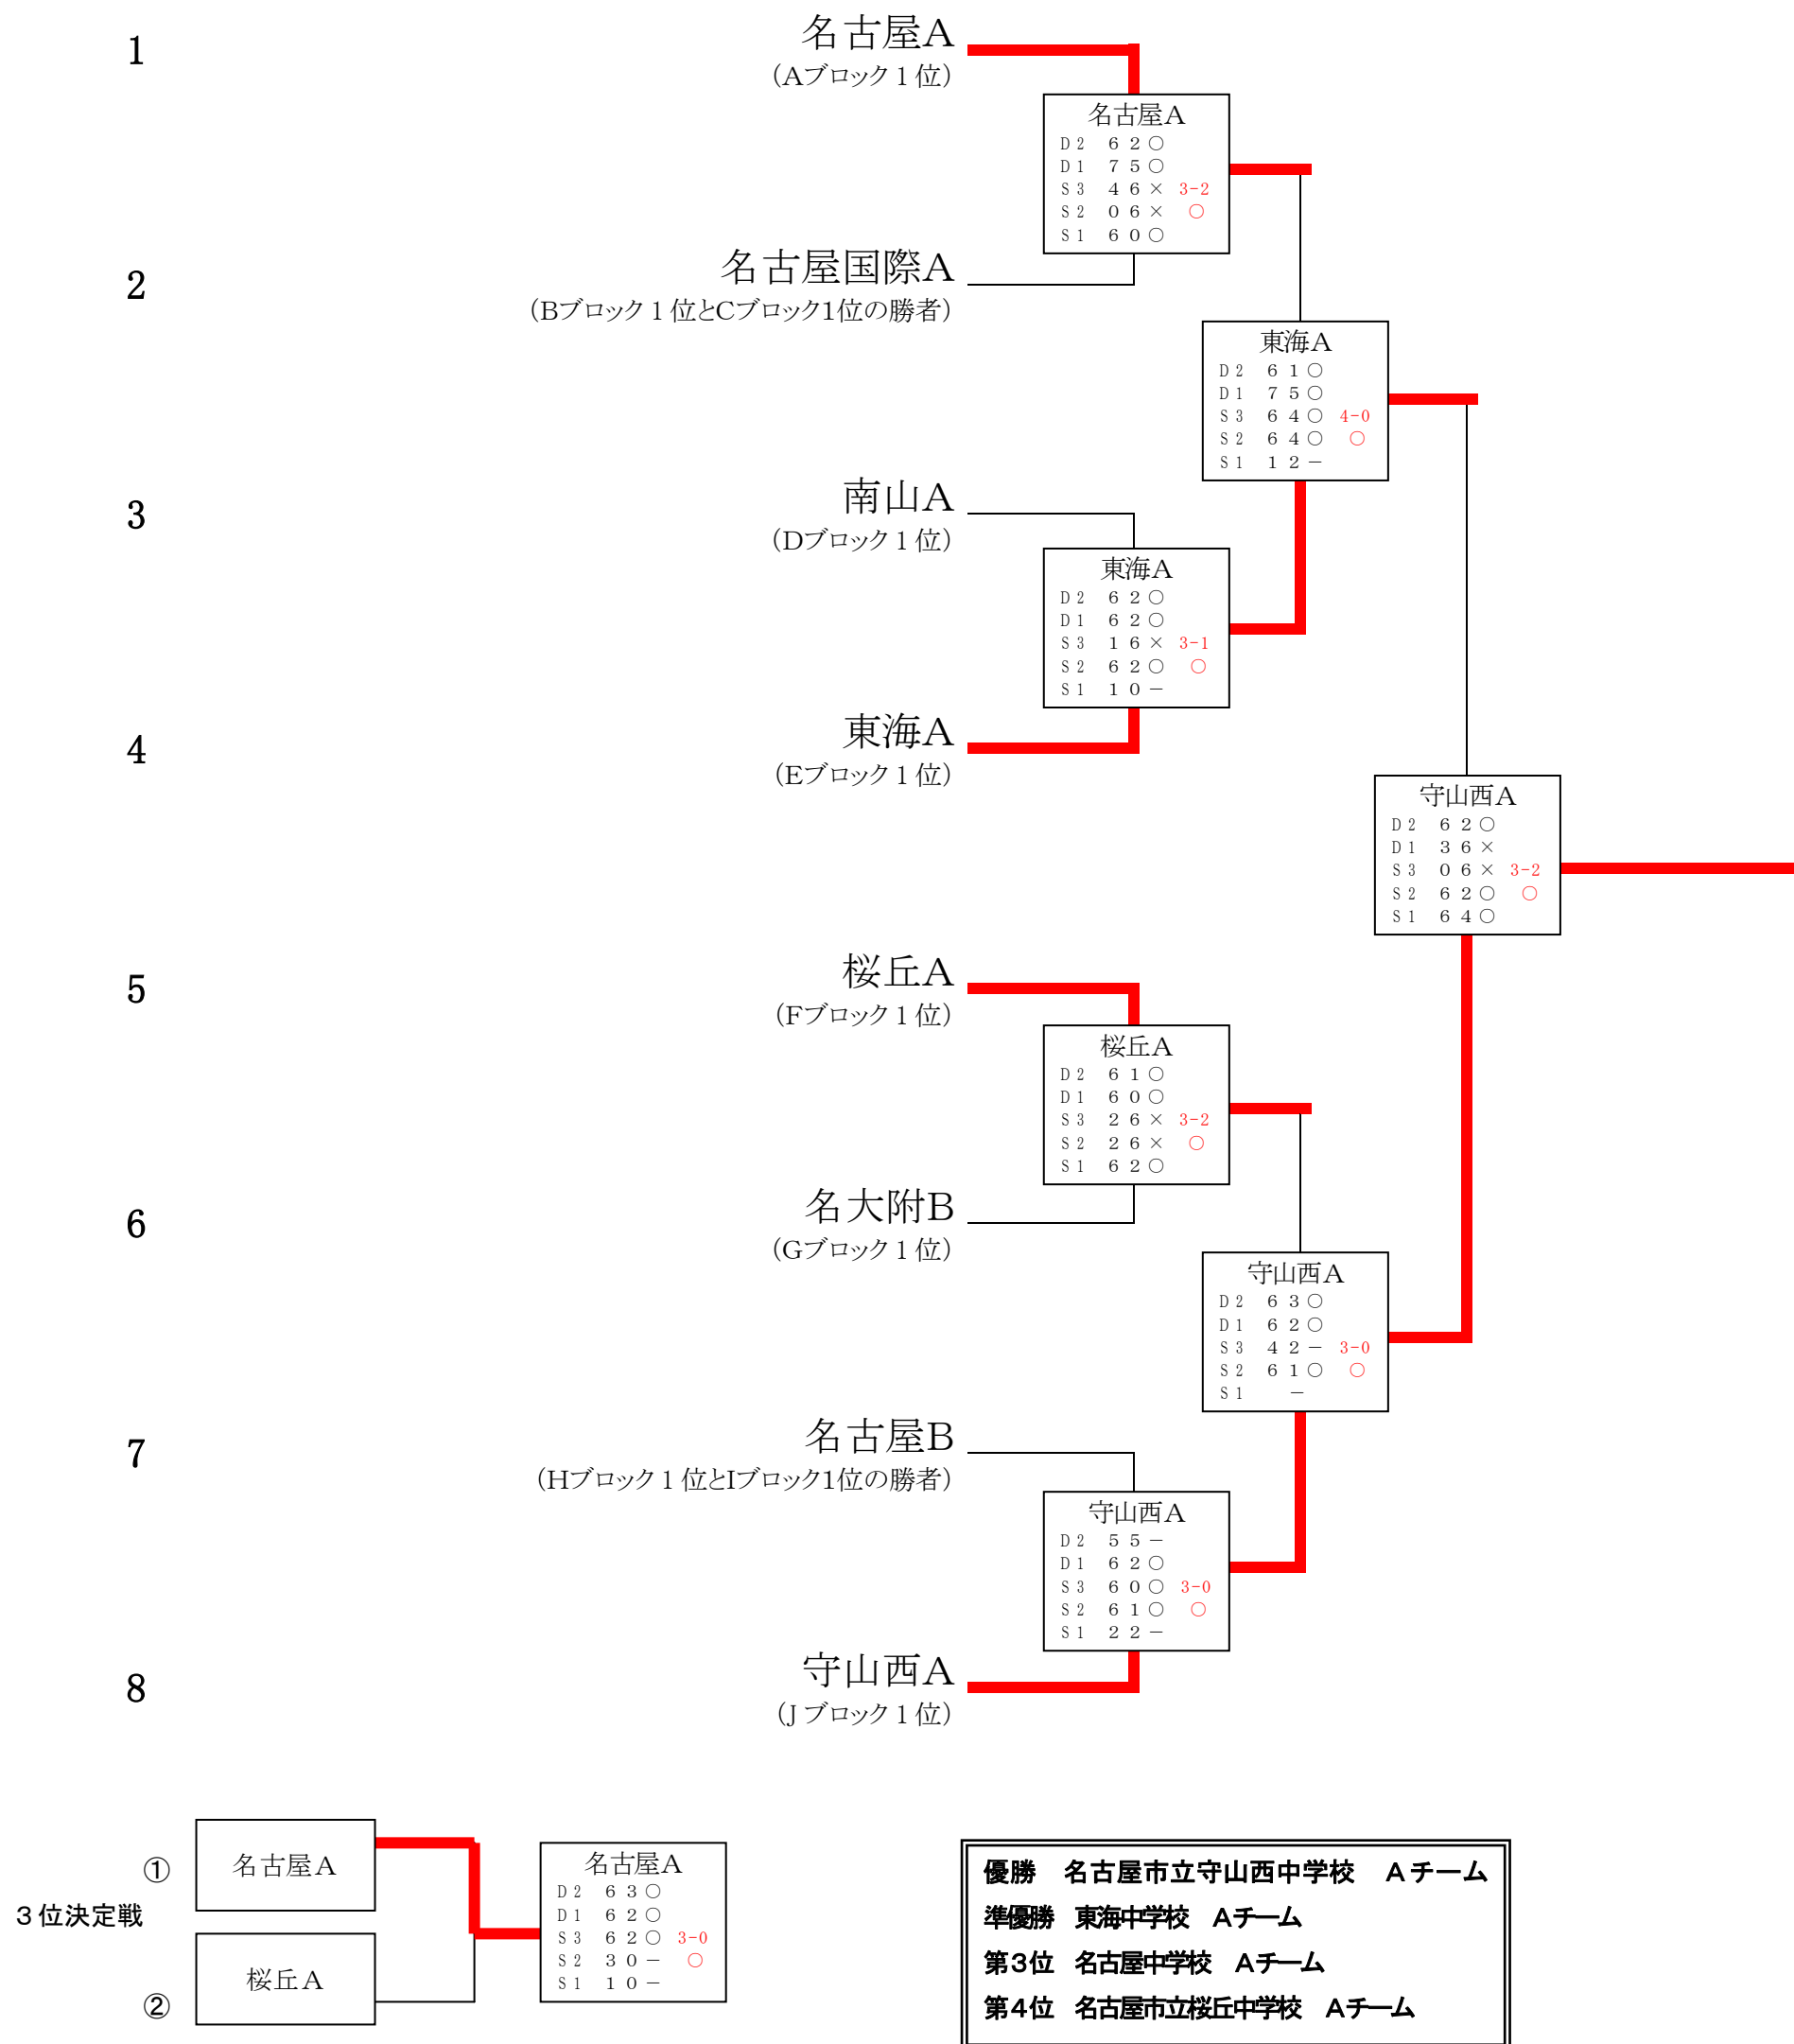 1
名古屋A
（Aブロック１位）
名古屋A
D2 6 2○
D1 7 5○
S3 4 6× 3-2
S2 0 6× ○
S1 6 0○
2
名古屋国際A
（Bブロック１位とCブロック1位の勝者）
東海A
D2 6 1○
D1 7 5○
S3 6 4○ 4-0
S2 6 4○ ○
S1 1 2－
3
南山A
（Dブロック１位）
東海A
D2 6 2○
D1 6 2○
S3 1 6× 3-1
S2 6 2○ ○
S1 1 0－
4
東海A
（Eブロック１位）
守山西A
D2 6 2○
D1 3 6×
S3 0 6× 3-2
S2 6 2○ ○
S1 6 4○
5
桜丘A
（Fブロック１位）
桜丘A
D2 6 1○
D1 6 0○
S3 2 6× 3-2
S2 2 6× ○
S1 6 2○
6
名大附B
（Gブロック１位）
守山西A
D2 6 3○
D1 6 2○
S3 4 2－ 3-0
S2 6 1○ ○
S1 －
7
名古屋B
（Hブロック１位とIブロック1位の勝者）
守山西A
D2 5 5－
D1 6 2○
S3 6 0○ 3-0
S2 6 1○ ○
S1 2 2－
8
守山西A
（Jブロック１位）
３位決定戦
①
名古屋A
②
桜丘A
名古屋A
D2 6 3○
D1 6 2○
S3 6 2○ 3-0
S2 3 0－ ○
S1 1 0－
優勝　名古屋市立守山西中学校　Aチーム
準優勝　東海中学校　Aチーム
第3位　名古屋中学校　Aチーム
第4位　名古屋市立桜丘中学校　Aチーム